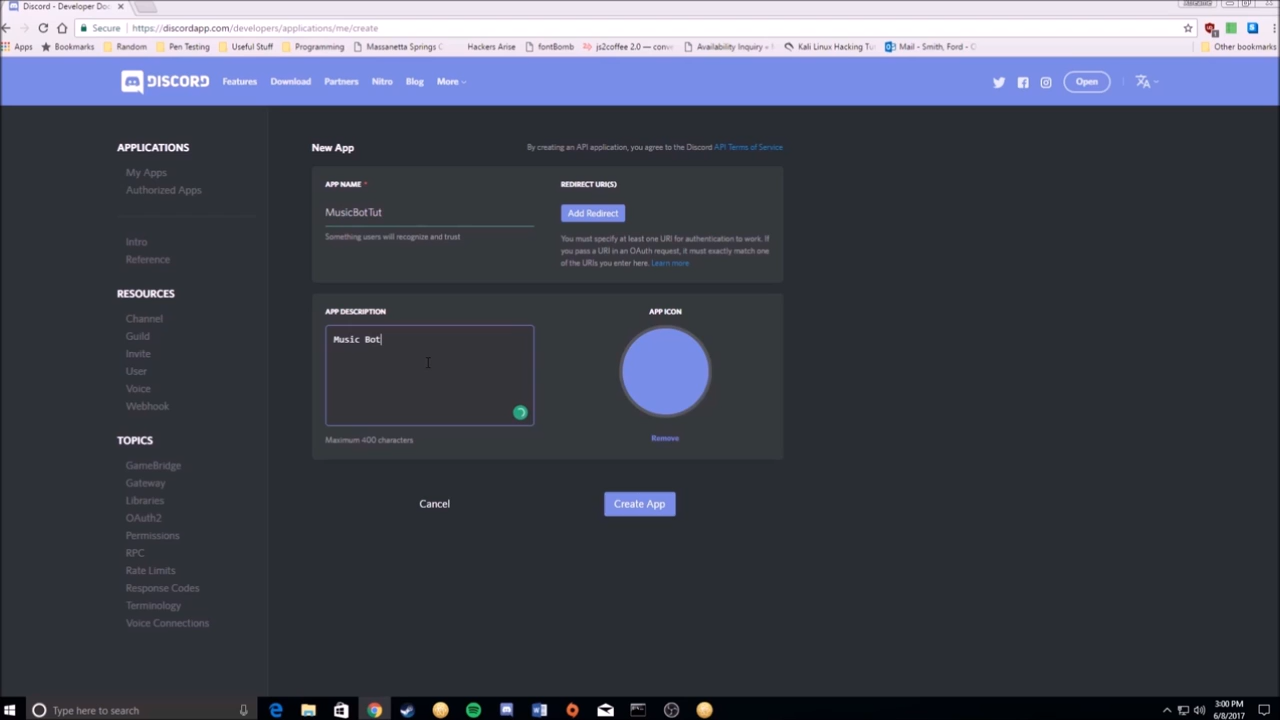 Discord - Developer Doc
Secure
https://discordapp.com/developers/applications/me/create
Apps
Bookmarks
Random
Pen Testing
Useful Stuff
Programming
Massanetta Springs C
Hackers Arise
fontBomb
js2coffee 2.0 — conve
Availability Inquiry
Kali Linux Hacking Tu
Mail - Smith, Ford - O
Other bookmarks
DISCORD
Features
Download
Partners
Nitro
Blog
More
Open
APPLICATIONS
My Apps
Authorized Apps
Intro
Reference
RESOURCES
Channel
Guild
Invite
User
Voice
Webhook
TOPICS
GameBridge
Gateway
Libraries
OAuth2
Permissions
RPC
Rate Limits
Response Codes
Terminology
Voice Connections
New App
By creating an API application, you agree to the Discord API Terms of Service
APP NAME *
MusicBotTut
Something users will recognize and trust
REDIRECT URI(S)
Add Redirect
You must specify at least one URI for authentication to work. If
you pass a URI in an OAuth request, it must exactly match one
of the URIs you enter here. Learn more
APP DESCRIPTION
Music Bot
Maximum 400 characters
APP ICON
Remove
Cancel
Create App
Type here to search
3:00 PM
6/8/2017